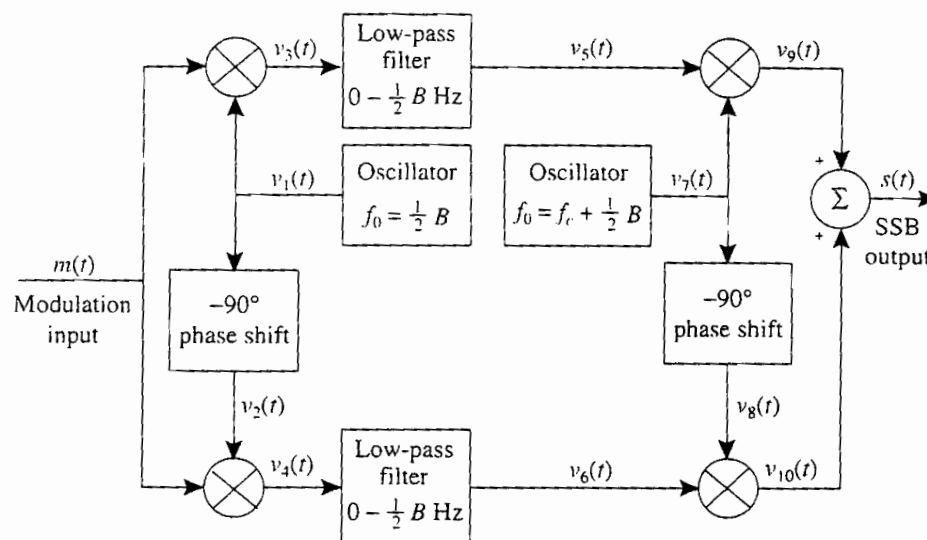 Low-pass
filter
0 – ½ B Hz
v₃(t)
v₅(t)
v₉(t)
v₁(t)
Oscillator
f₀ = ½ B
Oscillator
f₀ = f_c + ½ B
v₇(t)
+
Σ
+
s(t)
SSB
output
m(t)
Modulation
input
–90°
phase shift
–90°
phase shift
v₂(t)
v₈(t)
v₄(t)
Low-pass
filter
0 – ½ B Hz
v₆(t)
v₁₀(t)